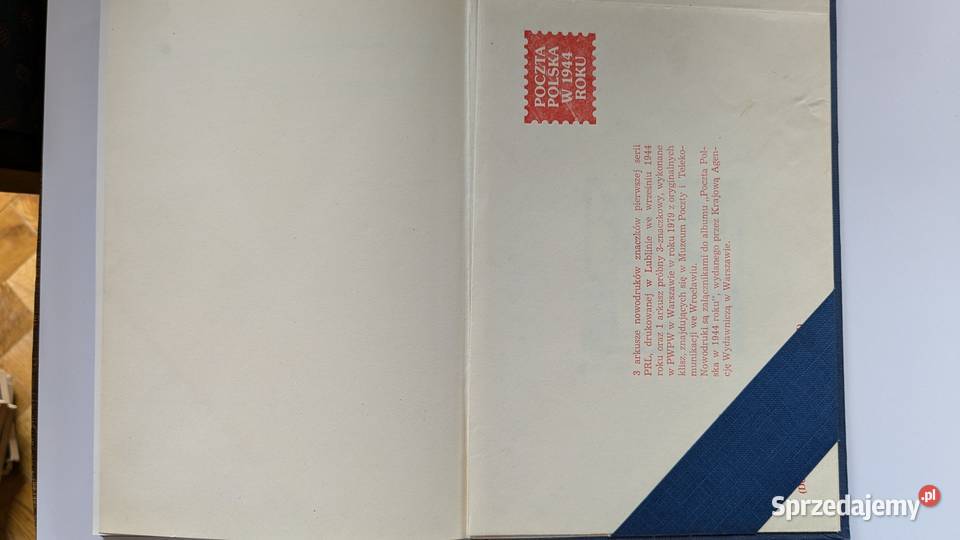 POCZTA
POLSKA
W 1944
ROKU
3 arkusze nowodruków znaczków pierwszej serii
PRL, drukowanej w Lublinie we wrześniu 1944
roku oraz 1 arkusz próbny 3-znaczkowy, wykonane
w PWPW w Warszawie w roku 1979 z oryginalnych
klisz, znajdujących się w Muzeum Poczty i Teleko-
munikacji we Wrocławiu.
Nowodruki są załącznikami do albumu „Poczta Pol-
ska w 1944 roku", wydanego przez Krajową Agen-
cję Wydawniczą w Warszawie.
Sprzedajemy.pl